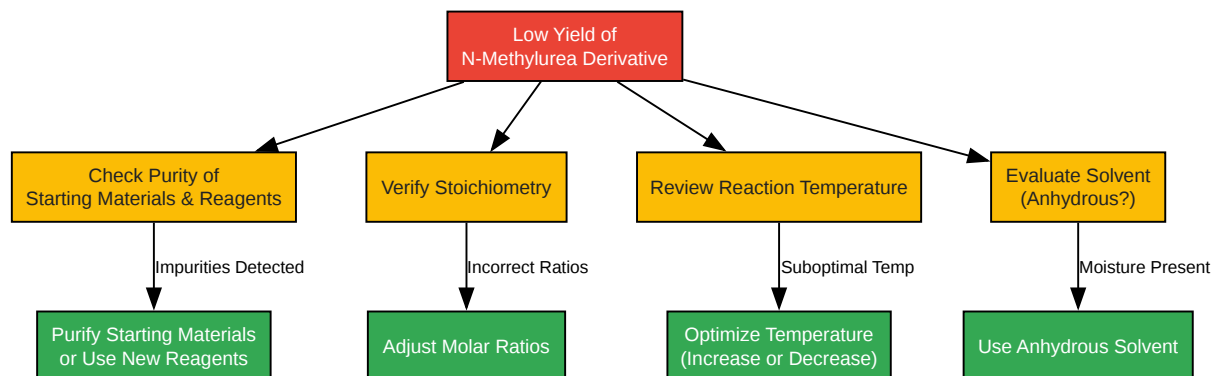 Low Yield of
N-Methylurea Derivative
Check Purity of
Starting Materials & Reagents
Verify Stoichiometry
Review Reaction Temperature
Evaluate Solvent
(Anhydrous?)
Impurities Detected
Incorrect Ratios
Suboptimal Temp
Moisture Present
Purify Starting Materials
or Use New Reagents
Adjust Molar Ratios
Optimize Temperature
(Increase or Decrease)
Use Anhydrous Solvent